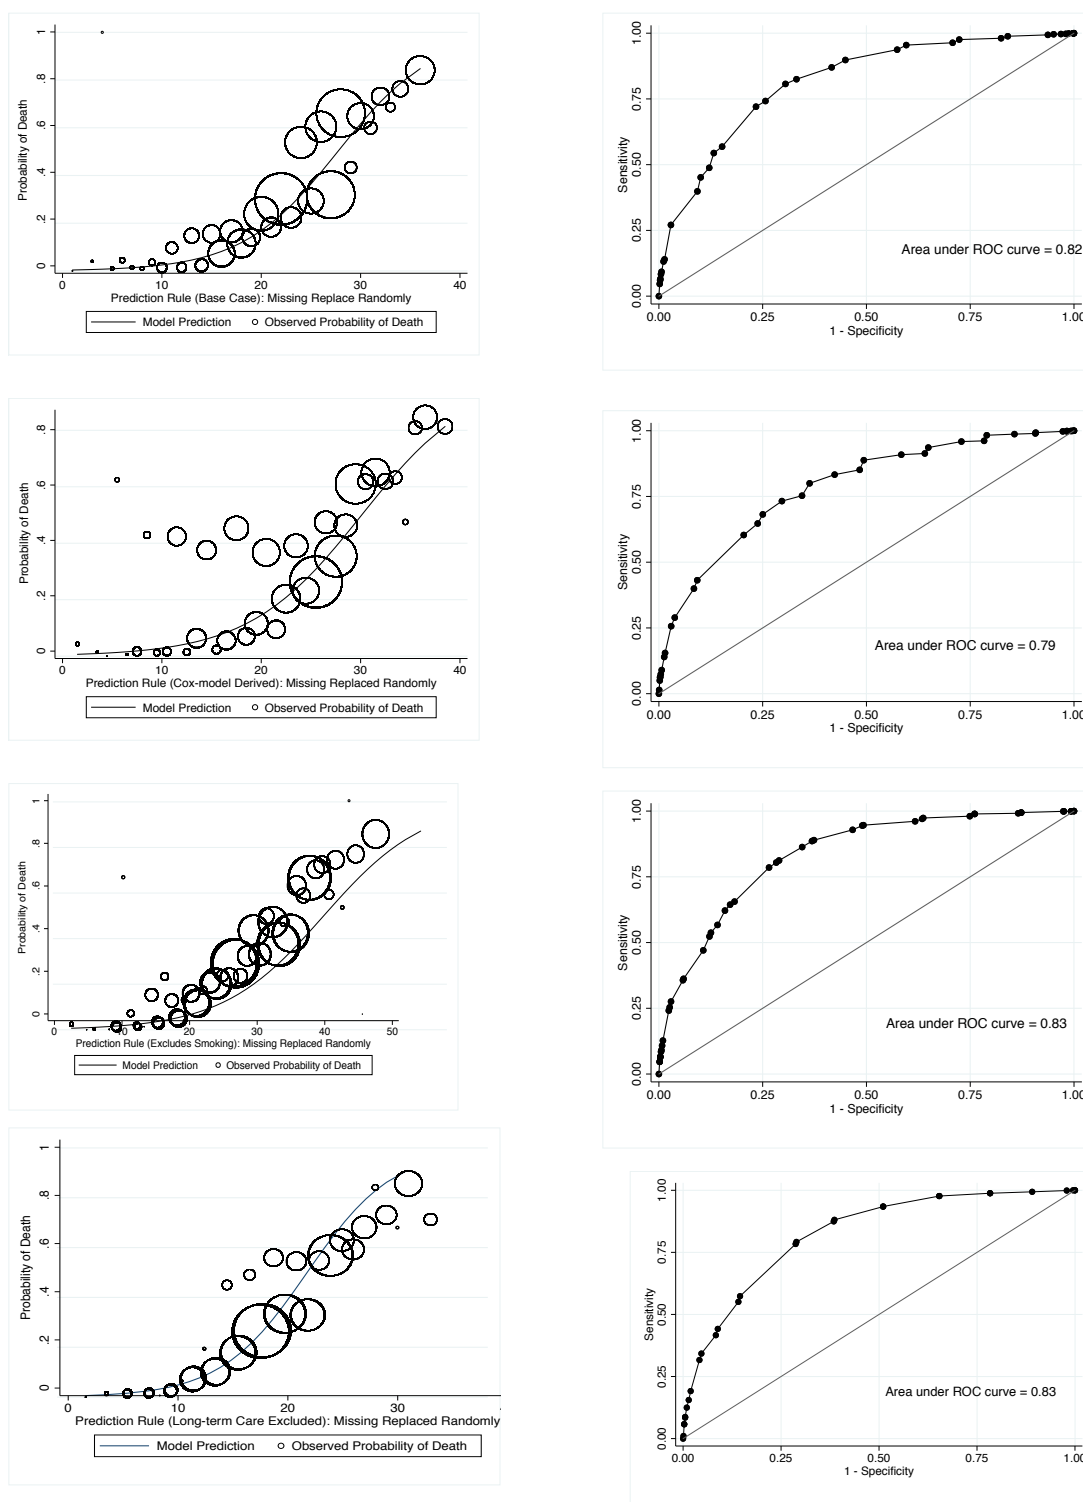 1
.8
.6
.4
.2
0
Probability of Death
0 10 20 30 40
Prediction Rule (Base Case): Missing Replace Randomly
Model Prediction Observed Probability of Death
1.00
0.75
0.50
0.25
0.00
Sensitivity
Area under ROC curve = 0.82
0.00 0.25 0.50 0.75 1.00
1 - Specificity
.8
.6
.4
.2
0
Probability of Death
0 10 20 30 40
Prediction Rule (Cox-model Derived): Missing Replaced Randomly
Model Prediction Observed Probability of Death
1.00
0.75
0.50
0.25
0.00
Sensitivity
Area under ROC curve = 0.79
0.00 0.25 0.50 0.75 1.00
1 - Specificity
1
.8
.6
.4
.2
0
Probability of Death
0 10 20 30 40 50
Prediction Rule (Excludes Smoking): Missing Replaced Randomly
Model Prediction Observed Probability of Death
1.00
0.75
0.50
0.25
0.00
Sensitivity
Area under ROC curve = 0.83
0.00 0.25 0.50 0.75 1.00
1 - Specificity
1
.8
.6
.4
.2
0
Probability of Death
0 10 20 30
Prediction Rule (Long-term Care Excluded): Missing Replaced Randomly
Model Prediction Observed Probability of Death
1.00
0.75
0.50
0.25
0.00
Sensitivity
Area under ROC curve = 0.83
0.00 0.25 0.50 0.75 1.00
1 - Specificity